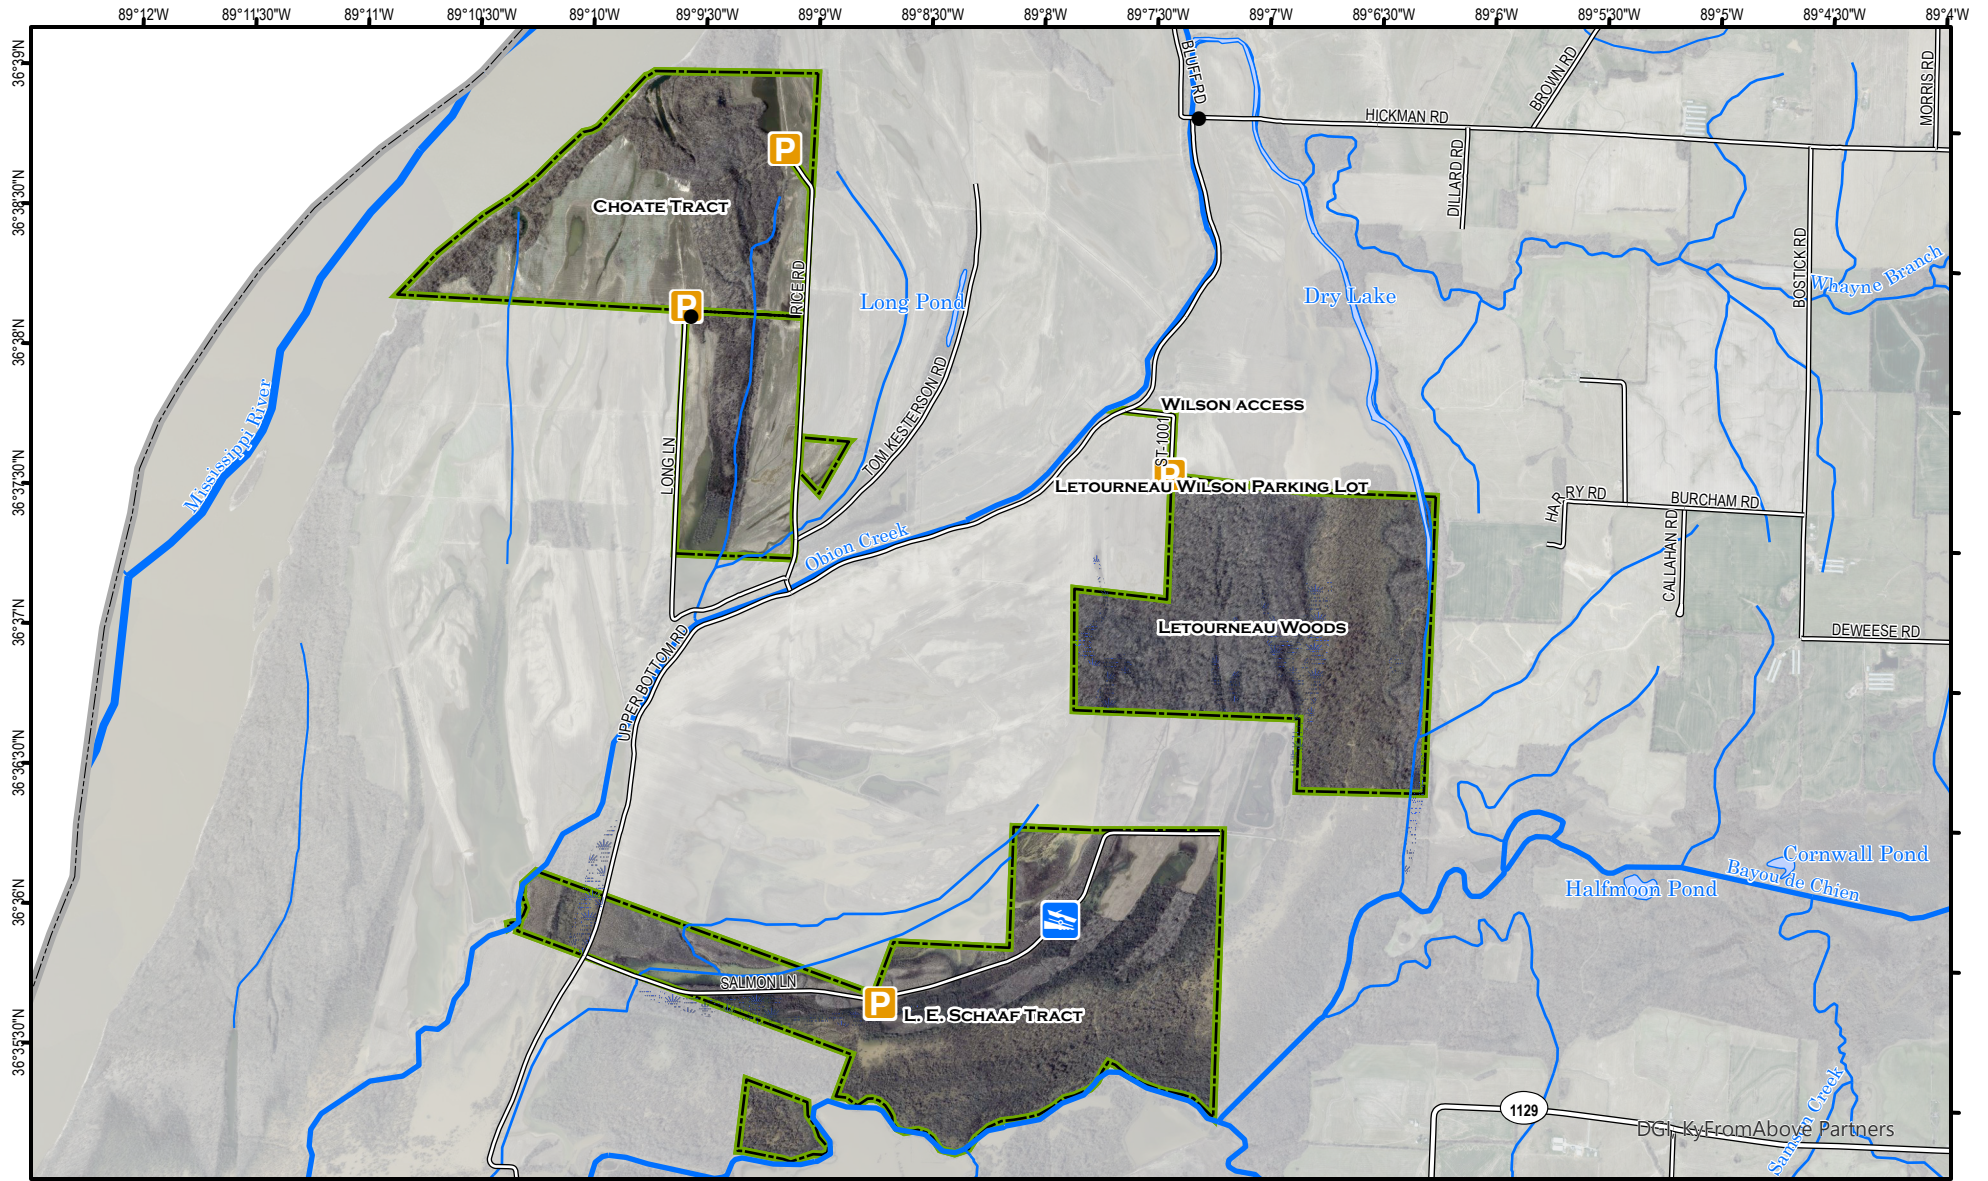 89°12'W
89°11'30"W
89°11'W
89°10'30"W
89°10'W
89°9'30"W
89°9'W
89°8'30"W
89°8'W
89°7'30"W
89°7'W
89°6'30"W
89°6'W
89°5'30"W
89°5'W
89°4'30"W
89°4'W
36°39'N
36°38'30"N
36°38'N
36°37'30"N
36°37'N
36°36'30"N
36°36'N
36°35'30"N
BLUFF RD
HICKMAN RD
BROWN RD
MORRIS RD
DILLARD RD
P
CHOATE TRACT
BOSTICK RD
Whayne Branch
RICE RD
Long Pond
Dry Lake
P
Mississippi River
LONG LN
TOM KESTERSON RD
WILSON ACCESS
ST-1001
P
LETOURNEAU WILSON PARKING LOT
HARRY RD
BURCHAM RD
CALLAHAN RD
Obion Creek
LETOURNEAU WOODS
DEWEESE RD
UPPER BOTTOM RD
Cornwall Pond
Halfmoon Pond
Bayou de Chien
SALMON LN
P
L. E. SCHAAF TRACT
1129
DGI, KyFromAbove Partners
Samson Creek